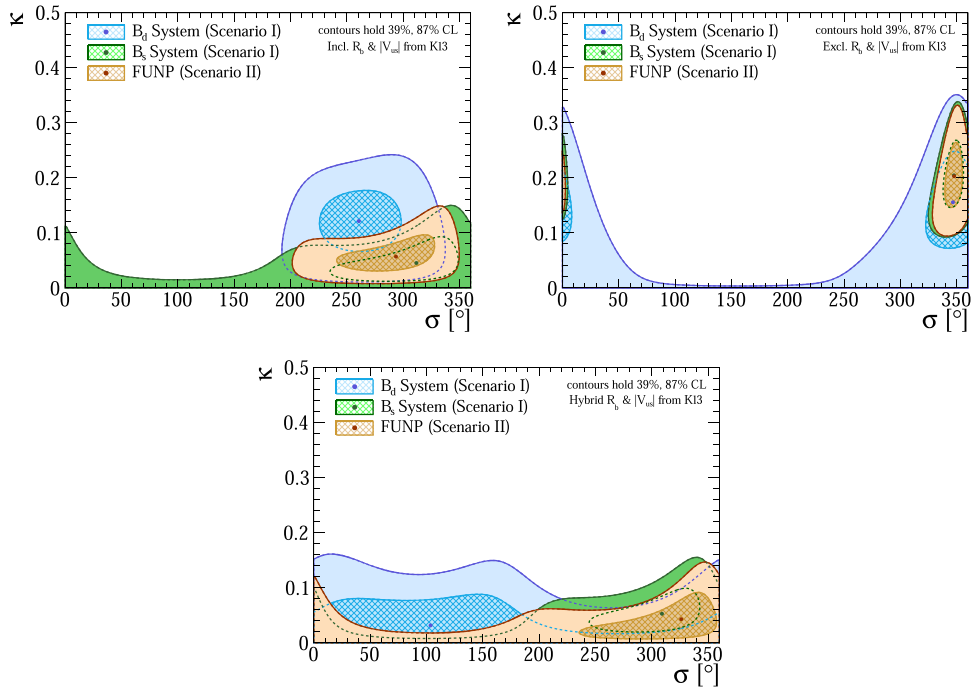 κ
0.5
0.4
0.3
0.2
0.1
0
0 50 100 150 200 250 300 350
σ [°]
B_d System (Scenario I)
B_s System (Scenario I)
FUNP (Scenario II)
contours hold 39%, 87% CL
Incl. R_b & |V_us| from Kl3
κ
0.5
0.4
0.3
0.2
0.1
0
0 50 100 150 200 250 300 350
σ [°]
B_d System (Scenario I)
B_s System (Scenario I)
FUNP (Scenario II)
contours hold 39%, 87% CL
Excl. R_b & |V_us| from Kl3
κ
0.5
0.4
0.3
0.2
0.1
0
0 50 100 150 200 250 300 350
σ [°]
B_d System (Scenario I)
B_s System (Scenario I)
FUNP (Scenario II)
contours hold 39%, 87% CL
Hybrid R_b & |V_us| from Kl3